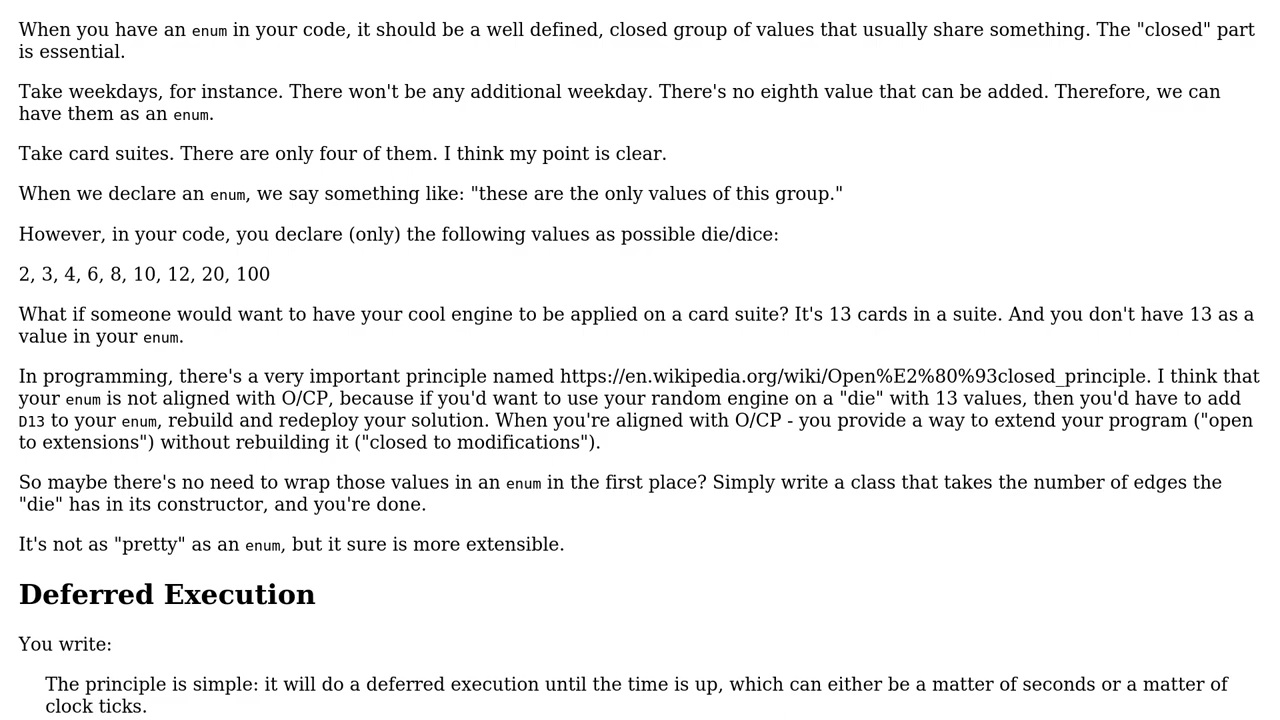 When you have an enum in your code, it should be a well defined, closed group of values that usually share something. The "closed" part
is essential.
Take weekdays, for instance. There won't be any additional weekday. There's no eighth value that can be added. Therefore, we can
have them as an enum.
Take card suites. There are only four of them. I think my point is clear.
When we declare an enum, we say something like: "these are the only values of this group."
However, in your code, you declare (only) the following values as possible die/dice:
2, 3, 4, 6, 8, 10, 12, 20, 100
What if someone would want to have your cool engine to be applied on a card suite? It's 13 cards in a suite. And you don't have 13 as a
value in your enum.
In programming, there's a very important principle named https://en.wikipedia.org/wiki/Open%E2%80%93closed_principle. I think that
your enum is not aligned with O/CP, because if you'd want to use your random engine on a "die" with 13 values, then you'd have to add
D13 to your enum, rebuild and redeploy your solution. When you're aligned with O/CP - you provide a way to extend your program ("open
to extensions") without rebuilding it ("closed to modifications").
So maybe there's no need to wrap those values in an enum in the first place? Simply write a class that takes the number of edges the
"die" has in its constructor, and you're done.
It's not as "pretty" as an enum, but it sure is more extensible.
Deferred Execution
You write:
The principle is simple: it will do a deferred execution until the time is up, which can either be a matter of seconds or a matter of
clock ticks.